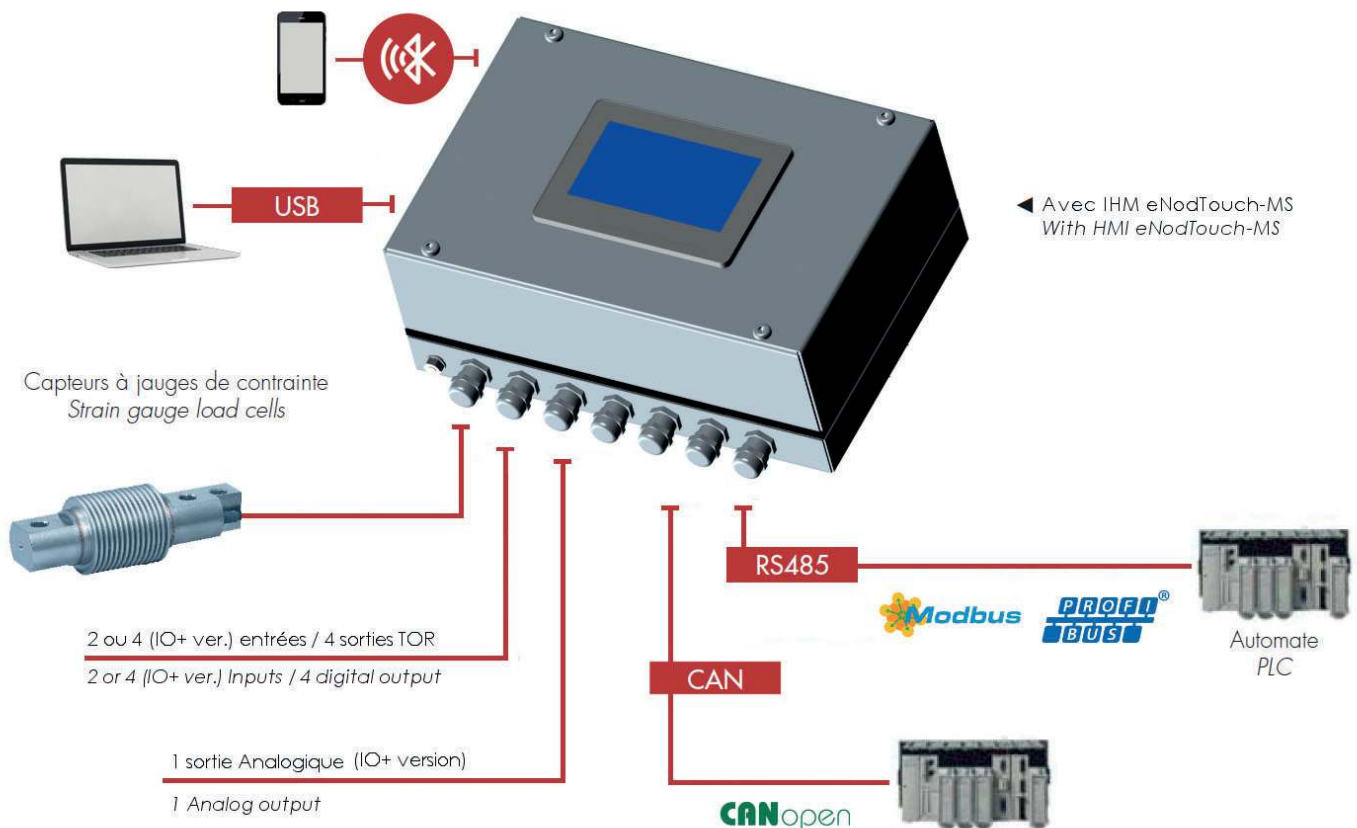 USB
◄ Avec IHM eNodTouch-MS
With HMI eNodTouch-MS
Capteurs à jauges de contrainte
Strain gauge load cells
RS485
Modbus
PROFI
BUS®
Automate
PLC
2 ou 4 (IO+ ver.) entrées / 4 sorties TOR
2 or 4 (IO+ ver.) Inputs / 4 digital output
CAN
1 sortie Analogique (IO+ version)
1 Analog output
CANopen